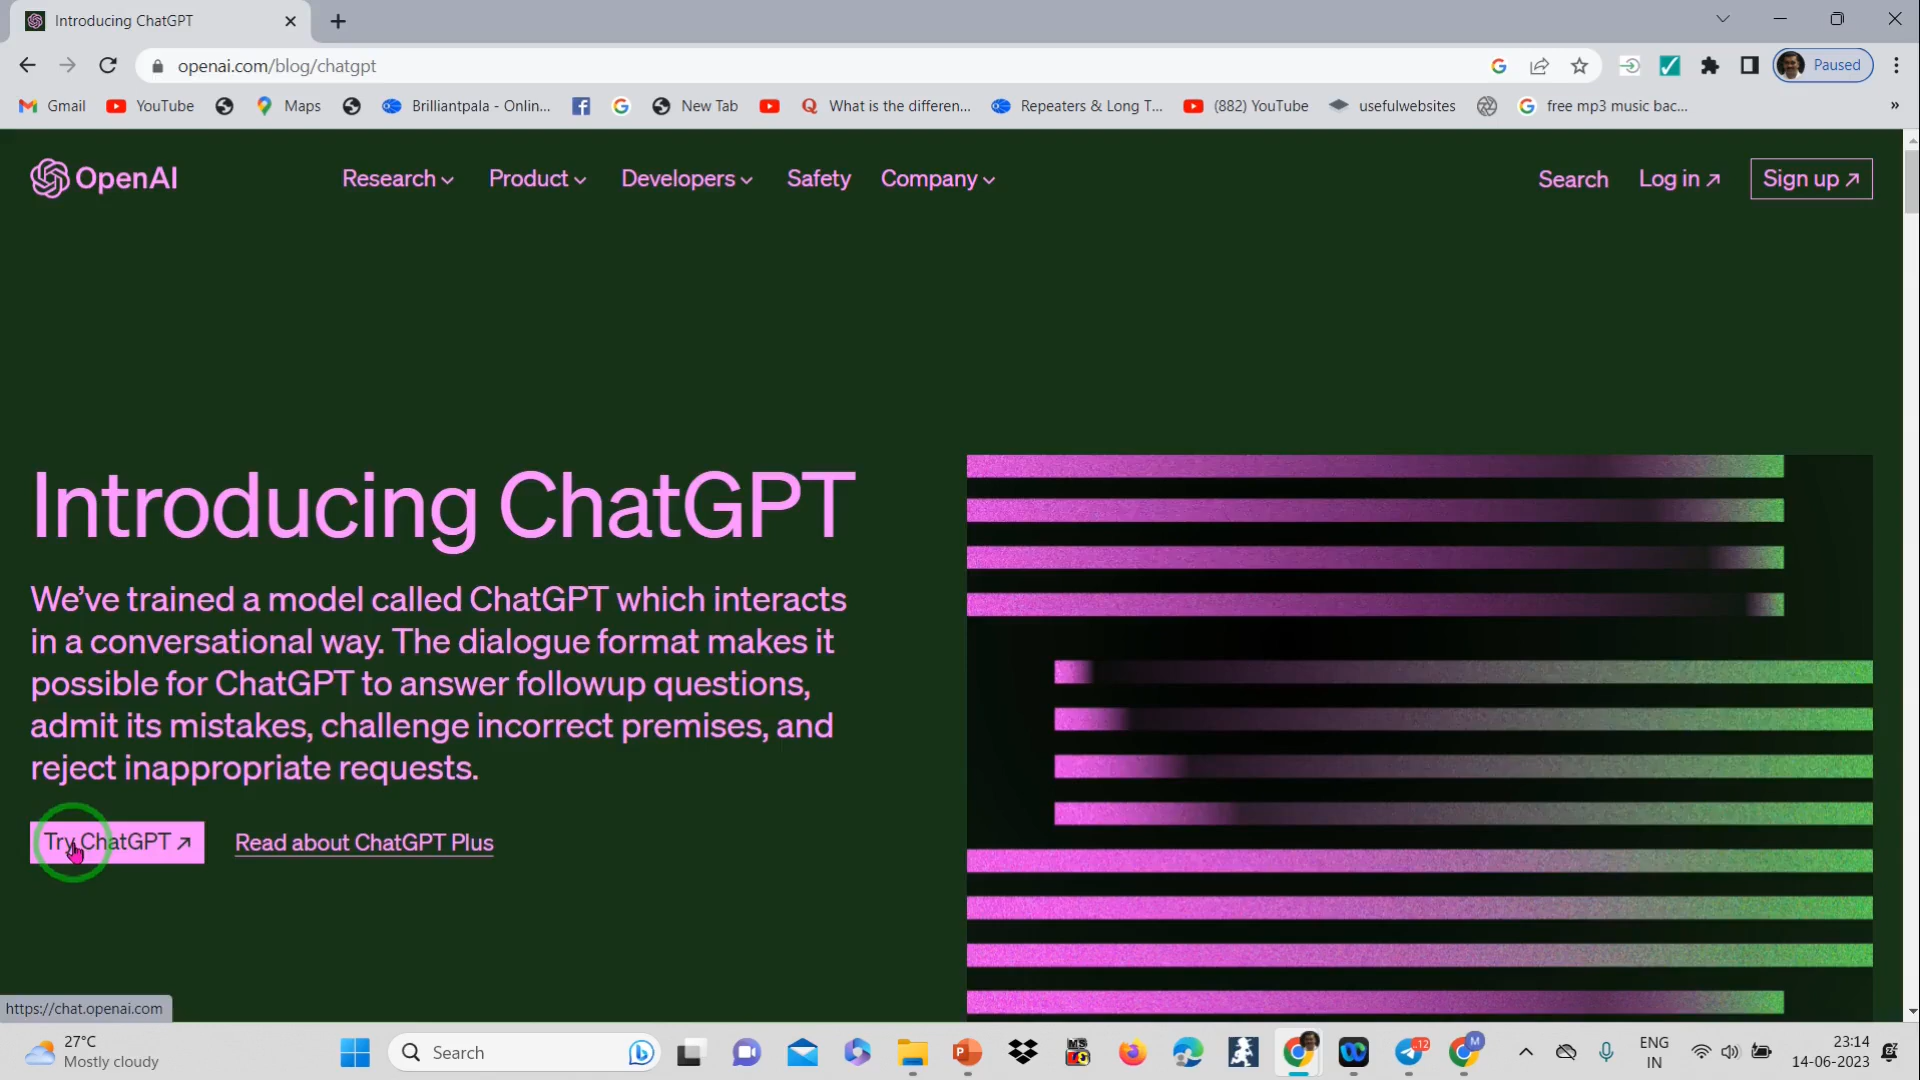 Introducing ChatGPT
openai.com/blog/chatgpt
Paused
Gmail
YouTube
Maps
Brilliantpala - Onlin...
New Tab
What is the differen...
Repeaters & Long T...
(882) YouTube
usefulwebsites
free mp3 music bac...
»
OpenAI
Research
Product
Developers
Safety
Company
Search
Log in ↗
Sign up ↗
Introducing ChatGPT
We’ve trained a model called ChatGPT which interacts
in a conversational way. The dialogue format makes it
possible for ChatGPT to answer followup questions,
admit its mistakes, challenge incorrect premises, and
reject inappropriate requests.
Try ChatGPT ↗
Read about ChatGPT Plus
https://chat.openai.com
27°C
Mostly cloudy
Search
MS
12
M
ENG
IN
23:14
14-06-2023